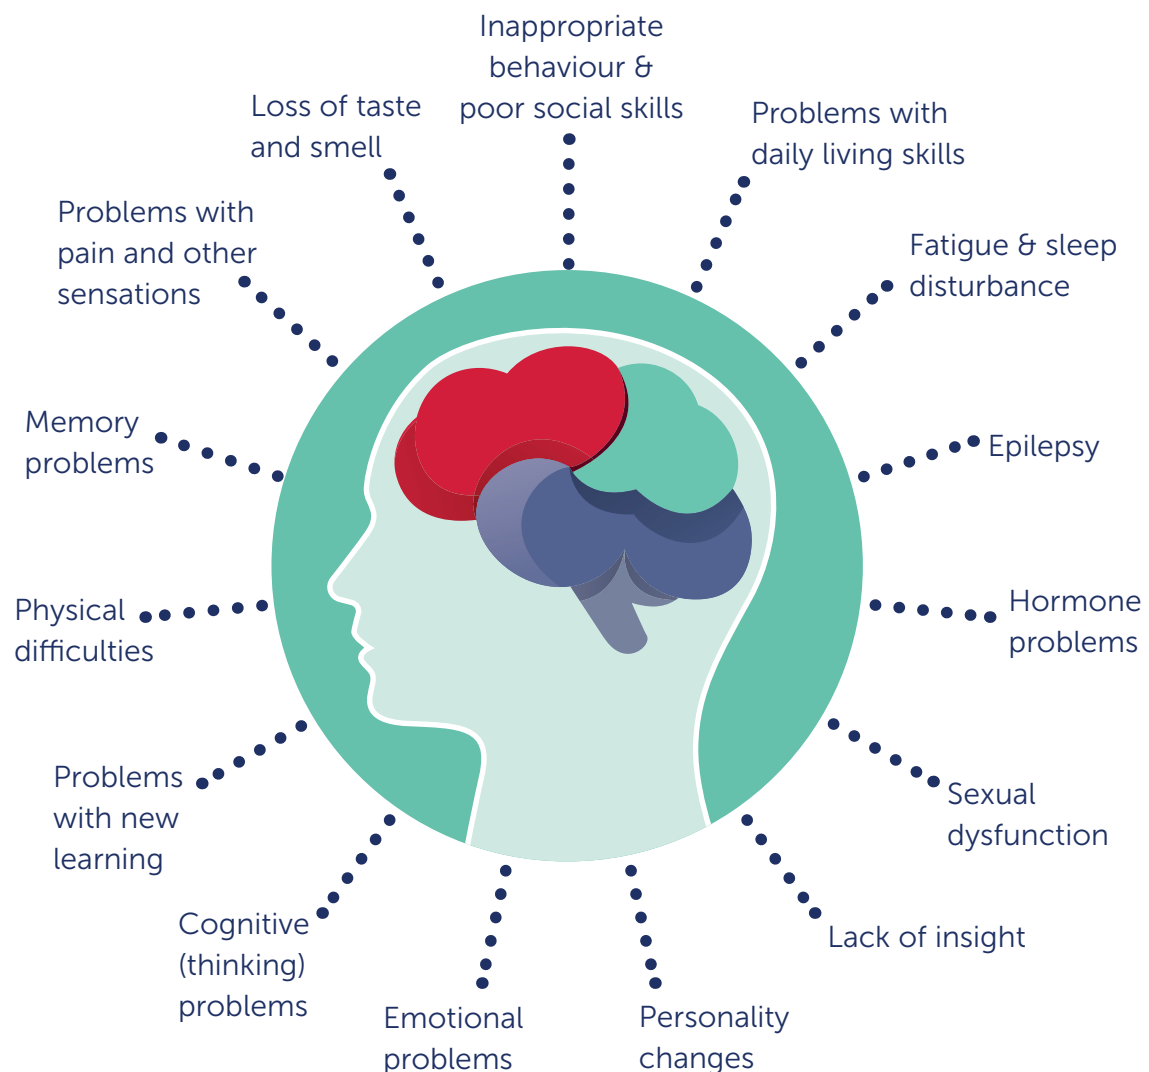 Inappropriate
behaviour &
poor social skills
Problems with
daily living skills
Fatigue & sleep
disturbance
Epilepsy
Hormone
problems
Sexual
dysfunction
Lack of insight
Personality
changes
Emotional
problems
Cognitive
(thinking)
problems
Problems
with new
learning
Physical
difficulties
Memory
problems
Problems with
pain and other
sensations
Loss of taste
and smell